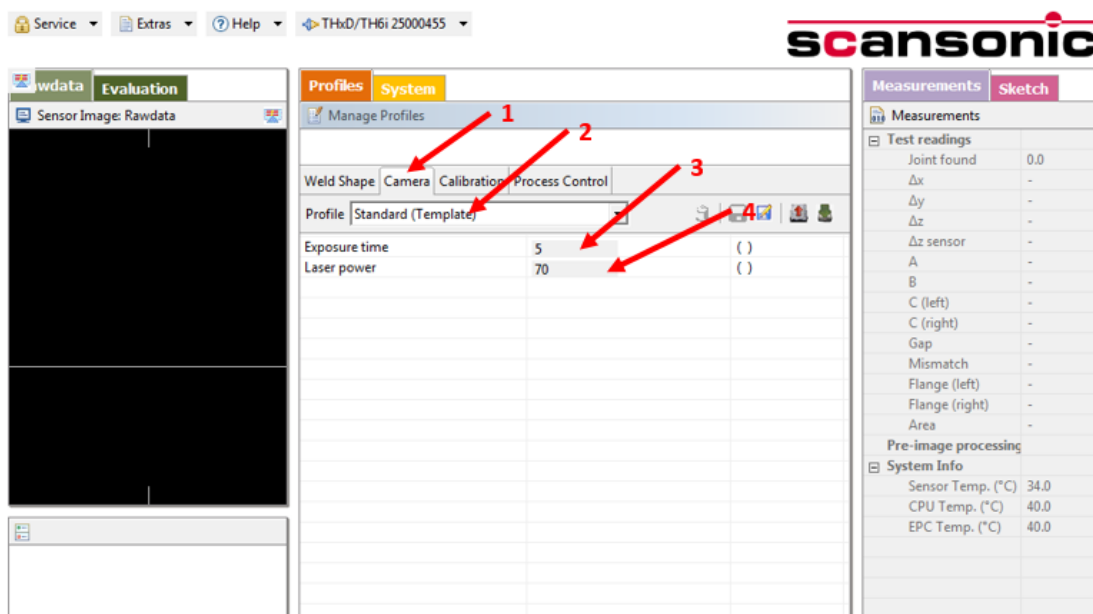 Service Extras Help THxD/TH6i 25000455
scansonic
wdata Evaluation
Sensor Image: Rawdata
Profiles System
Manage Profiles
1
2
3
4
Weld Shape Camera Calibration Process Control
Profile Standard (Template)
Exposure time 5 ( )
Laser power 70 ( )
Measurements Sketch
Measurements
Test readings
Joint found 0.0
Δx -
Δy -
Δz -
Δz sensor -
A -
B -
C (left) -
C (right) -
Gap -
Mismatch -
Flange (left) -
Flange (right) -
Area -
Pre-image processing
System Info
Sensor Temp. (°C) 34.0
CPU Temp. (°C) 40.0
EPC Temp. (°C) 40.0